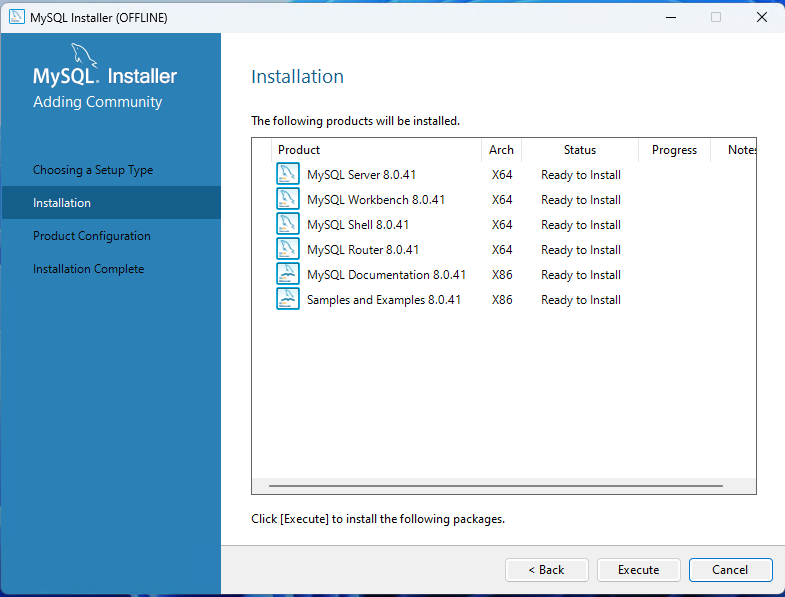 MySQL Installer (OFFLINE)
MySQL. Installer
Adding Community
Choosing a Setup Type
Installation
Product Configuration
Installation Complete
Installation
The following products will be installed.
Product Arch Status Progress Notes
MySQL Server 8.0.41 X64 Ready to Install
MySQL Workbench 8.0.41 X64 Ready to Install
MySQL Shell 8.0.41 X64 Ready to Install
MySQL Router 8.0.41 X64 Ready to Install
MySQL Documentation 8.0.41 X86 Ready to Install
Samples and Examples 8.0.41 X86 Ready to Install
Click [Execute] to install the following packages.
< Back Execute Cancel